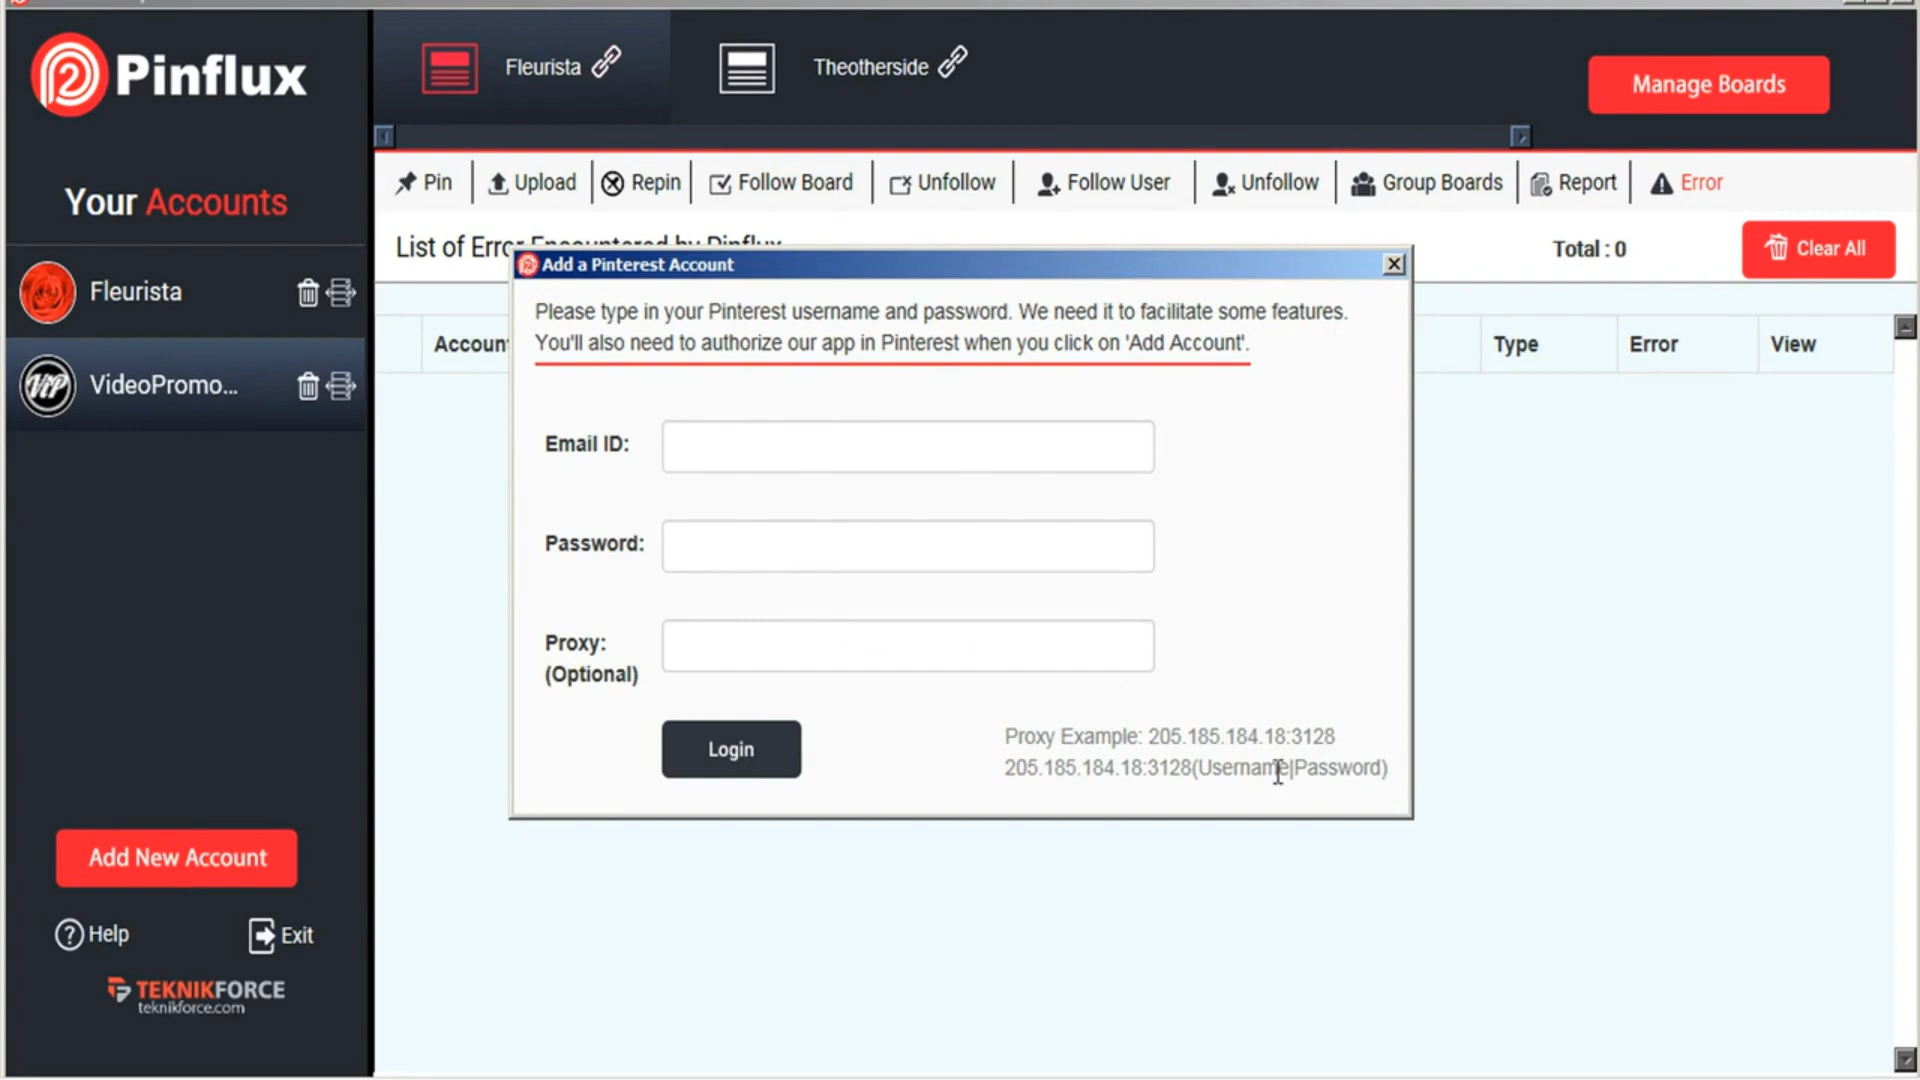 Pinflux
Fleurista
Theotherside
Manage Boards
Your Accounts
Pin
Upload
Repin
Follow Board
Unfollow
Follow User
Unfollow
Group Boards
Report
Error
List of Error Encountered by Pinflux
Total : 0
Clear All
Fleurista
VideoPromo...
Add a Pinterest Account
Please type in your Pinterest username and password. We need it to facilitate some features.
You'll also need to authorize our app in Pinterest when you click on 'Add Account'.
Type
Error
View
Email ID:
Password:
Proxy:
(Optional)
Login
Proxy Example: 205.185.184.18:3128
205.185.184.18:3128(Username|Password)
Add New Account
Help
Exit
TEKNIKFORCE
teknikforce.com